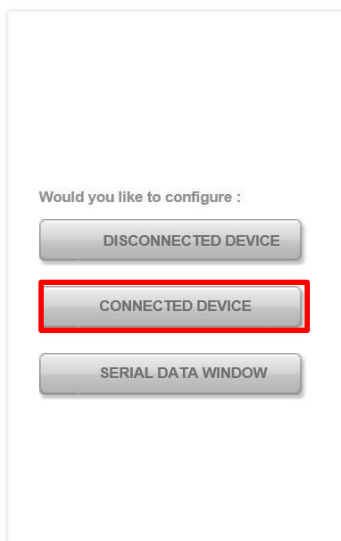 Would you like to configure :
DISCONNECTED DEVICE
CONNECTED DEVICE
SERIAL DATA WINDOW